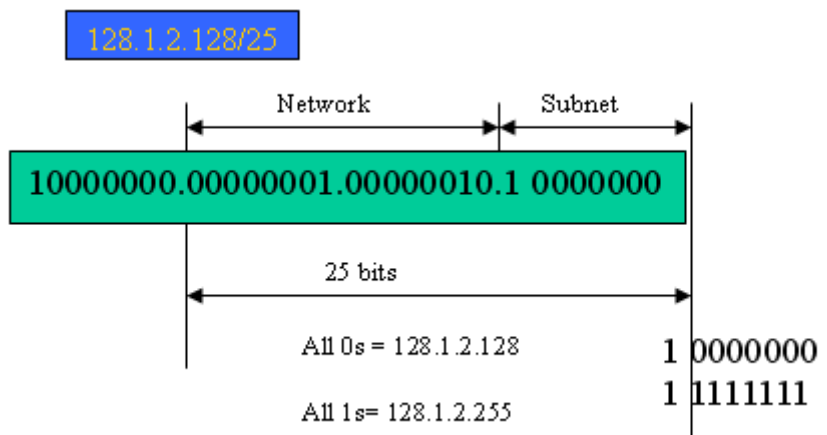 128.1.2.128/25
Network Subnet
10000000.00000001.00000010.1 0000000
25 bits
All 0s = 128.1.2.128 1 0000000
All 1s= 128.1.2.255 1 1111111